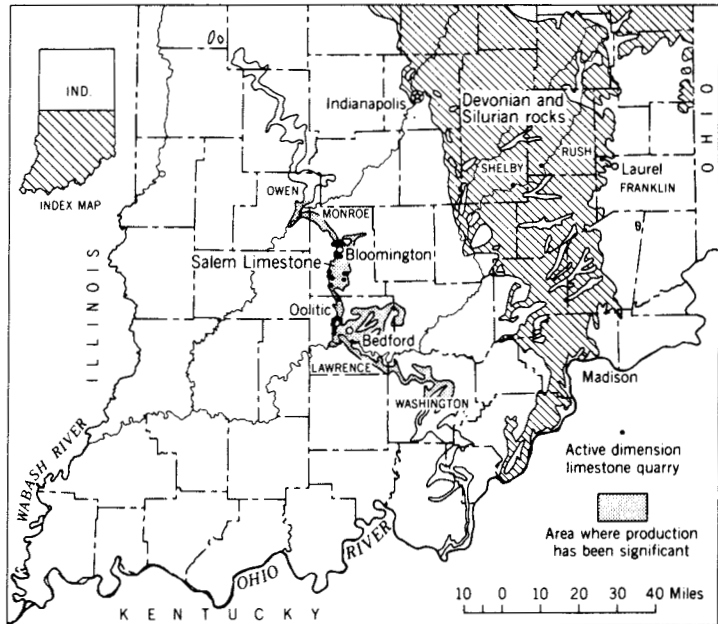 IND.
INDEX MAP
Indianapolis
Devonian and
Silurian rocks
RUSH
SHELBY
Laurel
FRANKLIN
OHIO
OWEN
MONROE
Bloomington
Salem Limestone
ILLINOIS
Oolitic
Bedford
LAWRENCE
WASHINGTON
Madison
WABASH RIVER
OHIO RIVER
KENTUCKY
Active dimension
limestone quarry
Area where production
has been significant
10 0 10 20 30 40 Miles